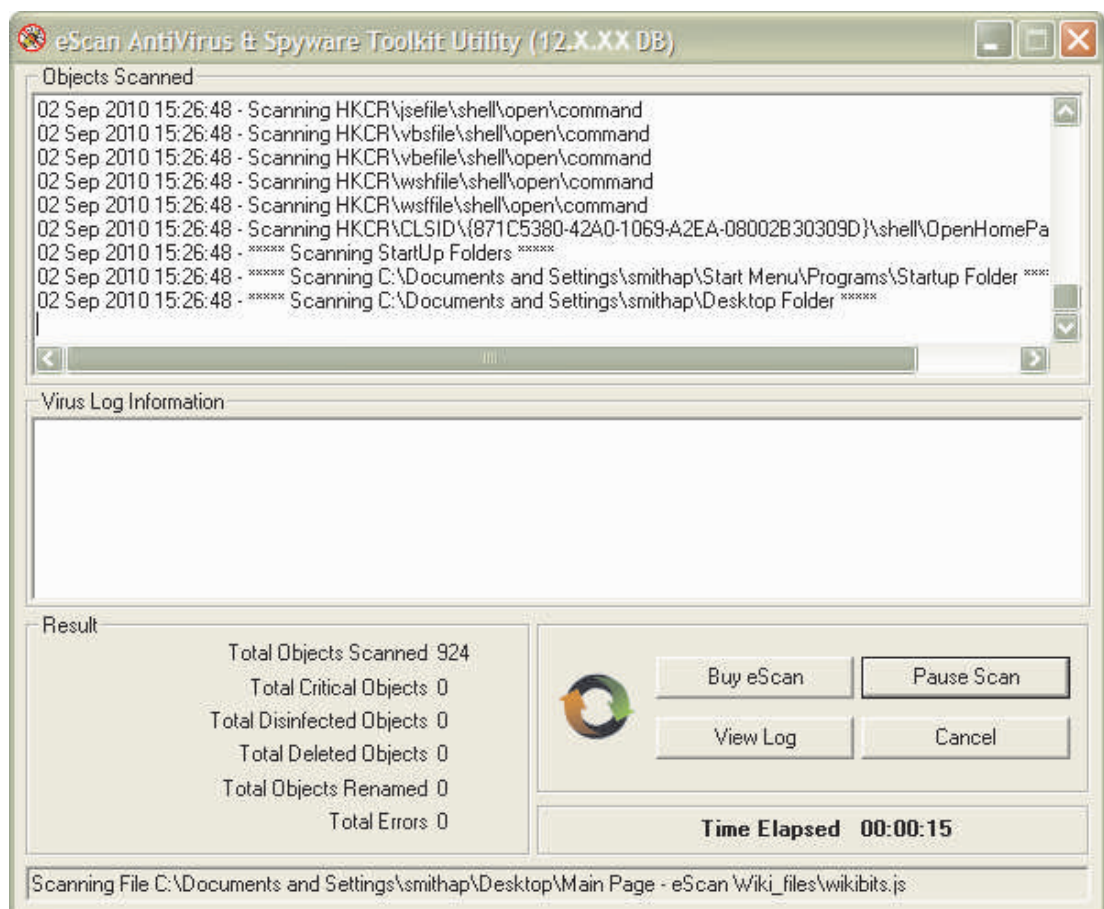 eScan AntiVirus & Spyware Toolkit Utility (12.X.XX DB)
Objects Scanned
02 Sep 2010 15:26:48 - Scanning HKCR\jsefile\shell\open\command
02 Sep 2010 15:26:48 - Scanning HKCR\vbsfile\shell\open\command
02 Sep 2010 15:26:48 - Scanning HKCR\vbefile\shell\open\command
02 Sep 2010 15:26:48 - Scanning HKCR\wshfile\shell\open\command
02 Sep 2010 15:26:48 - Scanning HKCR\wsffile\shell\open\command
02 Sep 2010 15:26:48 - Scanning HKCR\CLSID\{871C5380-42A0-1069-A2EA-08002B30309D}\shell\OpenHomePa
02 Sep 2010 15:26:48 - ***** Scanning StartUp Folders *****
02 Sep 2010 15:26:48 - ***** Scanning C:\Documents and Settings\smithap\Start Menu\Programs\Startup Folder ***
02 Sep 2010 15:26:48 - ***** Scanning C:\Documents and Settings\smithap\Desktop Folder *****
Virus Log Information
Result
Total Objects Scanned 924
Total Critical Objects 0
Total Disinfected Objects 0
Total Deleted Objects 0
Total Objects Renamed 0
Total Errors 0
Buy eScan
Pause Scan
View Log
Cancel
Time Elapsed 00:00:15
Scanning File C:\Documents and Settings\smithap\Desktop\Main Page - eScan Wiki_files\wikibits.js